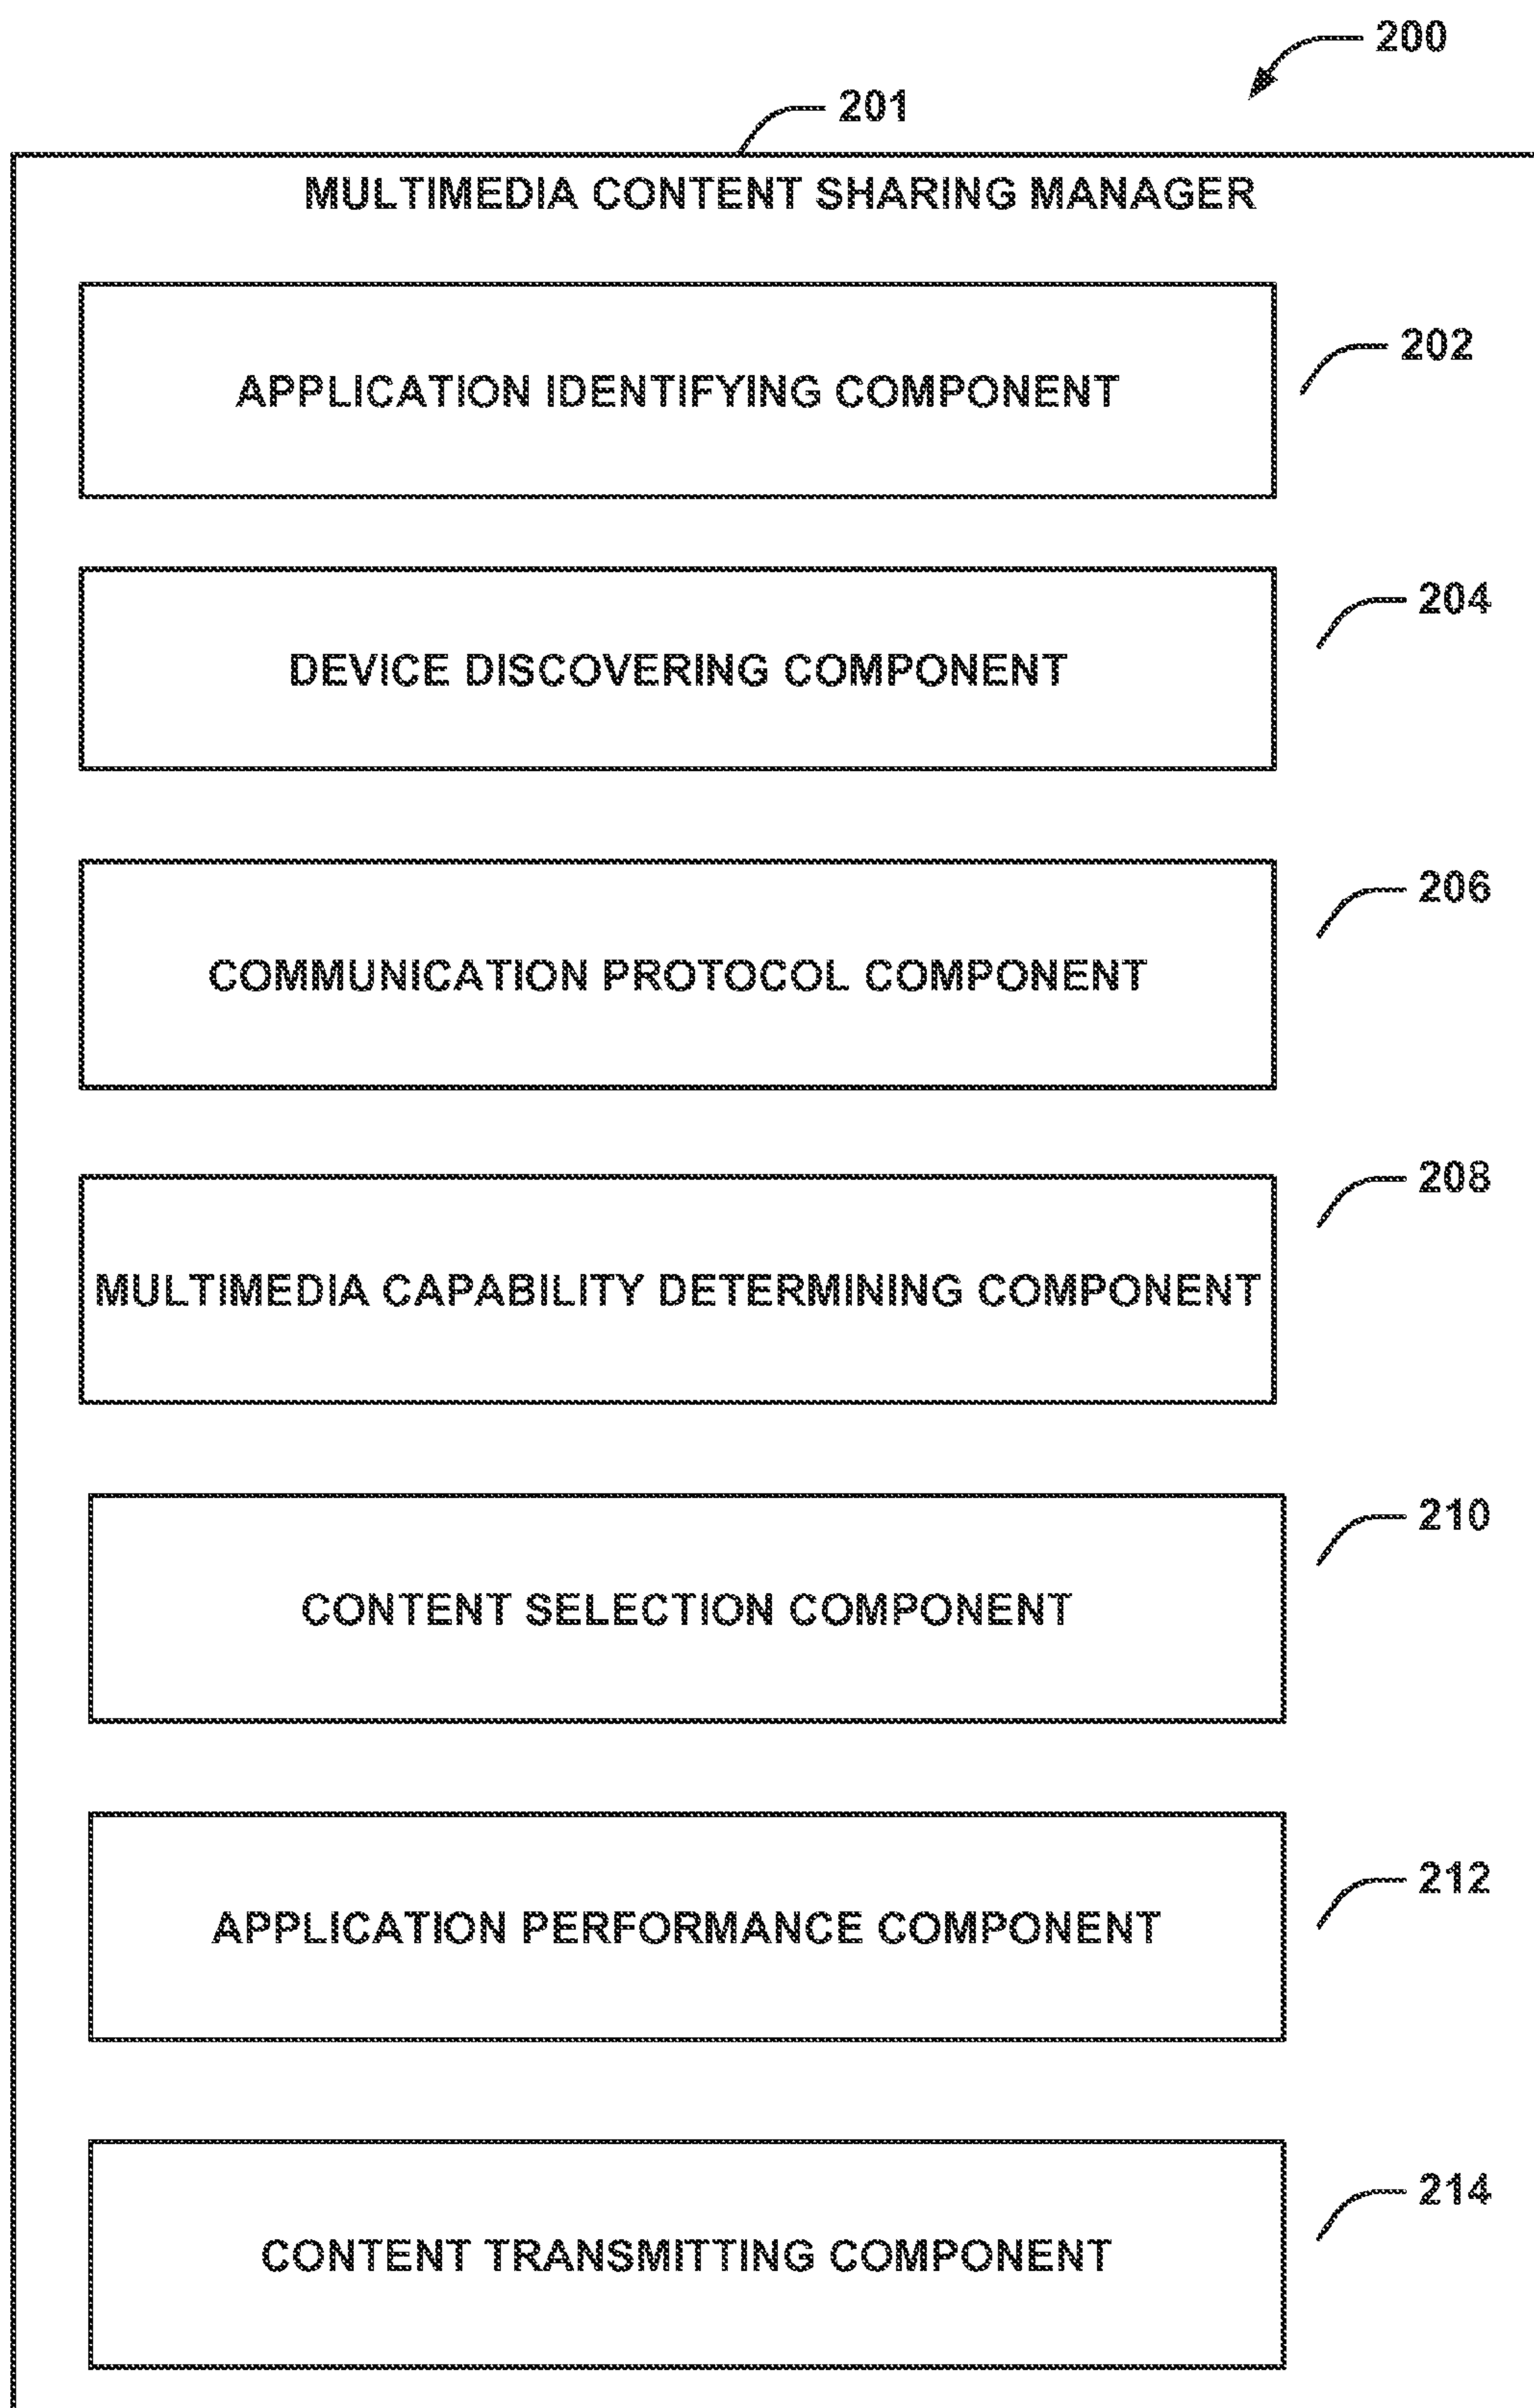 200
201
MULTIMEDIA CONTENT SHARING MANAGER
APPLICATION IDENTIFYING COMPONENT
202
DEVICE DISCOVERING COMPONENT
204
COMMUNICATION PROTOCOL COMPONENT
206
MULTIMEDIA CAPABILITY DETERMINING COMPONENT
208
CONTENT SELECTION COMPONENT
210
APPLICATION PERFORMANCE COMPONENT
212
CONTENT TRANSMITTING COMPONENT
214